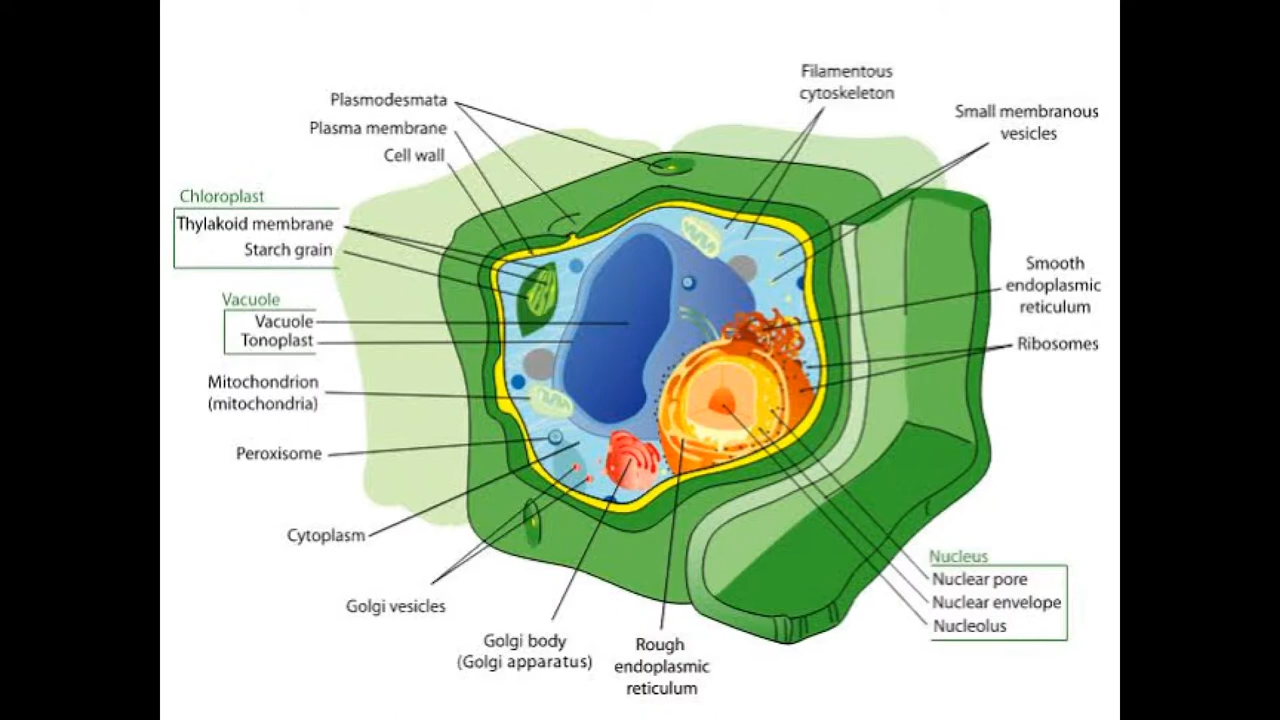 Filamentous
cytoskeleton
Plasmodesmata
Small membranous
vesicles
Plasma membrane
Cell wall
Chloroplast
Thylakoid membrane
Starch grain
Smooth
endoplasmic
reticulum
Vacuole
Vacuole
Tonoplast
Ribosomes
Mitochondrion
(mitochondria)
Peroxisome
Cytoplasm
Nucleus
Nuclear pore
Nuclear envelope
Nucleolus
Golgi vesicles
Golgi body
(Golgi apparatus)
Rough
endoplasmic
reticulum